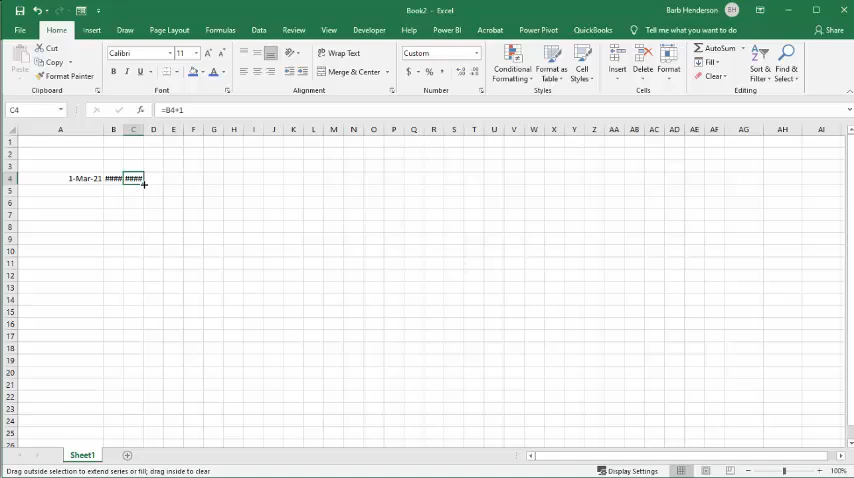 Book2 - Excel
Barb Henderson BH
File Home Insert Draw Page Layout Formulas Data Review View Developer Help Power BI Acrobat Power Pivot QuickBooks Tell me what you want to do Share
Paste Cut Copy Format Painter Clipboard
Calibri 11 A A B I U A Font
Wrap Text Merge & Center Alignment
Custom $ % , Number
Conditional Formatting Format as Table Cell Styles Styles
Insert Delete Format Cells
AutoSum Fill Clear Sort & Filter Find & Select Editing
C4 fx =B4+1
A B C D E F G H I J K L M N O P Q R S T U V W X Y Z AA AB AC AD AE AF AG AH AI
1
2
3
4 1-Mar-21 #### ####
5
6
7
8
9
10
11
12
13
14
15
16
17
18
19
20
21
22
23
24
25
26
Sheet1
Drag outside selection to extend series or fill; drag inside to clear Display Settings 100%